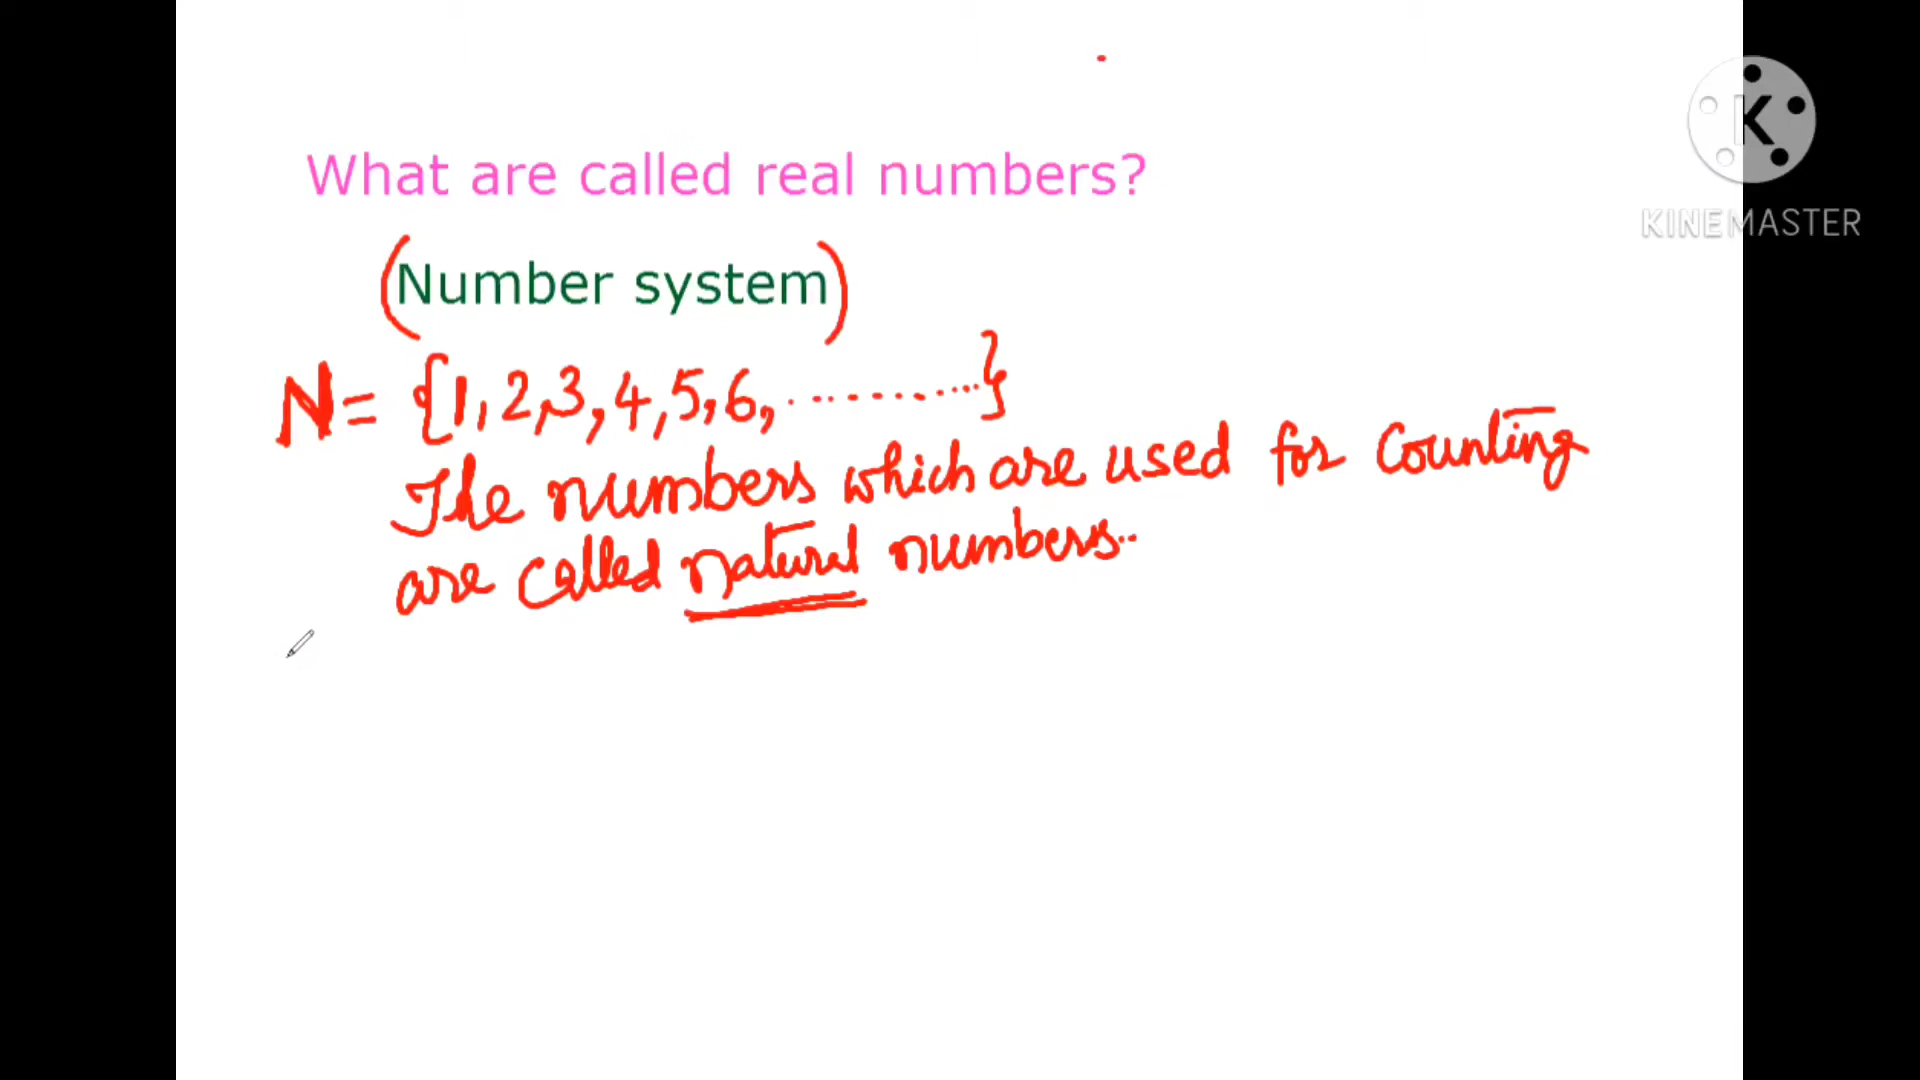 What are called real numbers?
K
KINEMASTER
(Number system)
N = {1, 2, 3, 4, 5, 6, ............}
The numbers which are used for Counting
are called natural numbers..